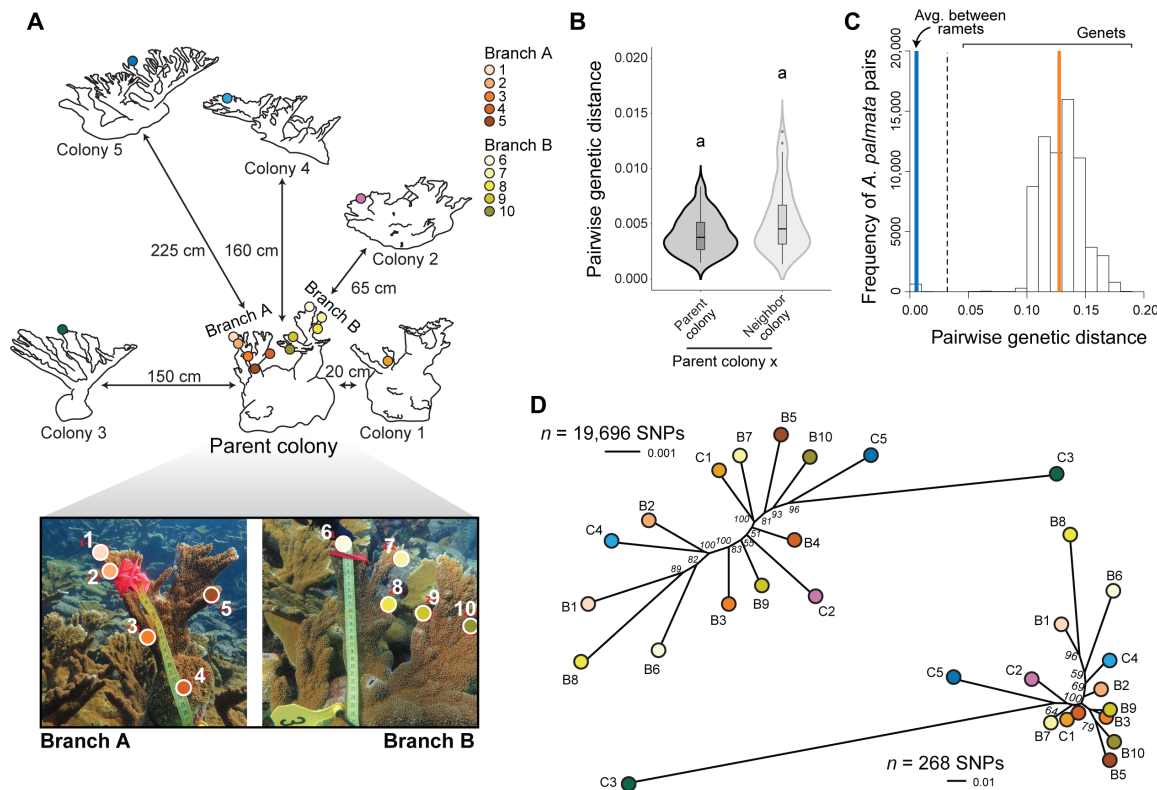 A
Branch A
1
2
3
4
5
Branch B
6
7
8
9
10
Colony 5
Colony 4
Colony 2
225 cm
160 cm
65 cm
Branch A
Branch B
150 cm
20 cm
Colony 3
Parent colony
Colony 1
1
2
3
4
5
6
7
8
9
10
Branch A
Branch B
B
Pairwise genetic distance
0.020
0.015
0.010
0.005
0.000
a
a
Parent
colony
Neighbor
colony
Parent colony x
C
Avg. between
ramets
Genets
Frequency of A. palmata pairs
20,000
15,000
10,000
5000
0
0.00
0.05
0.10
0.15
0.20
Pairwise genetic distance
D
n = 19,696 SNPs
0.001
B5
B7
B10
C1
C5
C3
B2
C4
B4
B1
B3
B9
C2
B8
B6
100
81
93
96
51
55
83
100
100
82
89
B8
B6
B1
96
C4
59
C5
C2
69
B2
100
B9
B3
64
79
B7
C1
B10
B5
C3
n = 268 SNPs
0.01